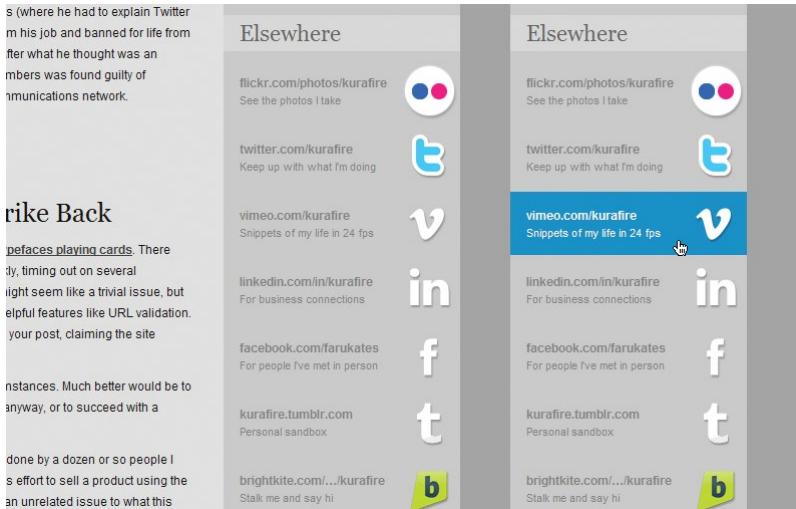 s (where he had to explain Twitter
m his job and banned for life from
fter what he thought was an
mbers was found guilty of
nmunications network.
rike Back
ypefaces playing cards. There
kly, timing out on several
night seem like a trivial issue, but
elpful features like URL validation.
your post, claiming the site
mstances. Much better would be to
anyway, or to succeed with a
done by a dozen or so people I
s effort to sell a product using the
an unrelated issue to what this
Elsewhere
flickr.com/photos/kurafire
See the photos I take
twitter.com/kurafire
Keep up with what I'm doing
t
vimeo.com/kurafire
Snippets of my life in 24 fps
v
linkedin.com/in/kurafire
For business connections
in
facebook.com/farukates
For people I've met in person
f
kurafire.tumblr.com
Personal sandbox
t
brightkite.com/.../kurafire
Stalk me and say hi
b
Elsewhere
flickr.com/photos/kurafire
See the photos I take
twitter.com/kurafire
Keep up with what I'm doing
t
vimeo.com/kurafire
Snippets of my life in 24 fps
v
linkedin.com/in/kurafire
For business connections
in
facebook.com/farukates
For people I've met in person
f
kurafire.tumblr.com
Personal sandbox
t
brightkite.com/.../kurafire
Stalk me and say hi
b